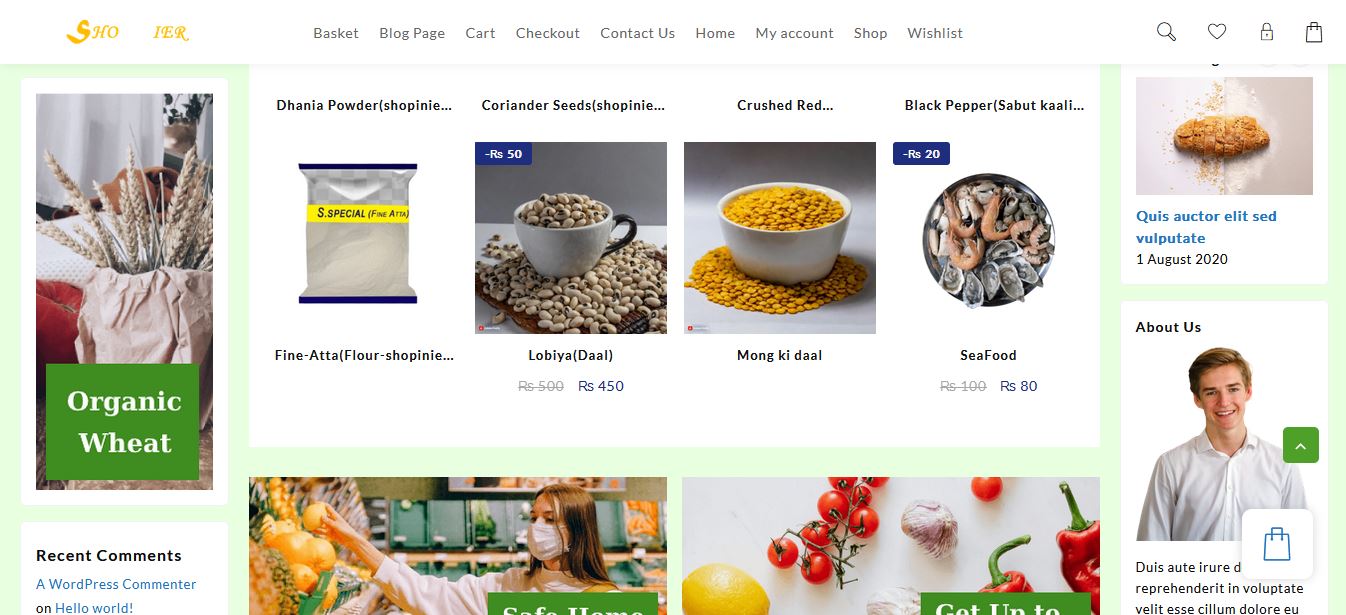 SHO IER
Basket Blog Page Cart Checkout Contact Us Home My account Shop Wishlist
Organic
Wheat
Recent Comments
A WordPress Commenter
on Hello world!
Dhania Powder(shopinie... Coriander Seeds(shopinie... Crushed Red... Black Pepper(Sabut kaali...
-₨ 50 -₨ 20
S.SPECIAL (FINE ATTA)
Fine-Atta(Flour-shopinie... Lobiya(Daal) Mong ki daal SeaFood
₨ 500 ₨ 450 ₨ 100 ₨ 80
Safe Home
Get Up to
Quis auctor elit sed
vulputate
1 August 2020
About Us
Duis aute irure d
reprehenderit in voluptate
velit esse cillum dolore eu